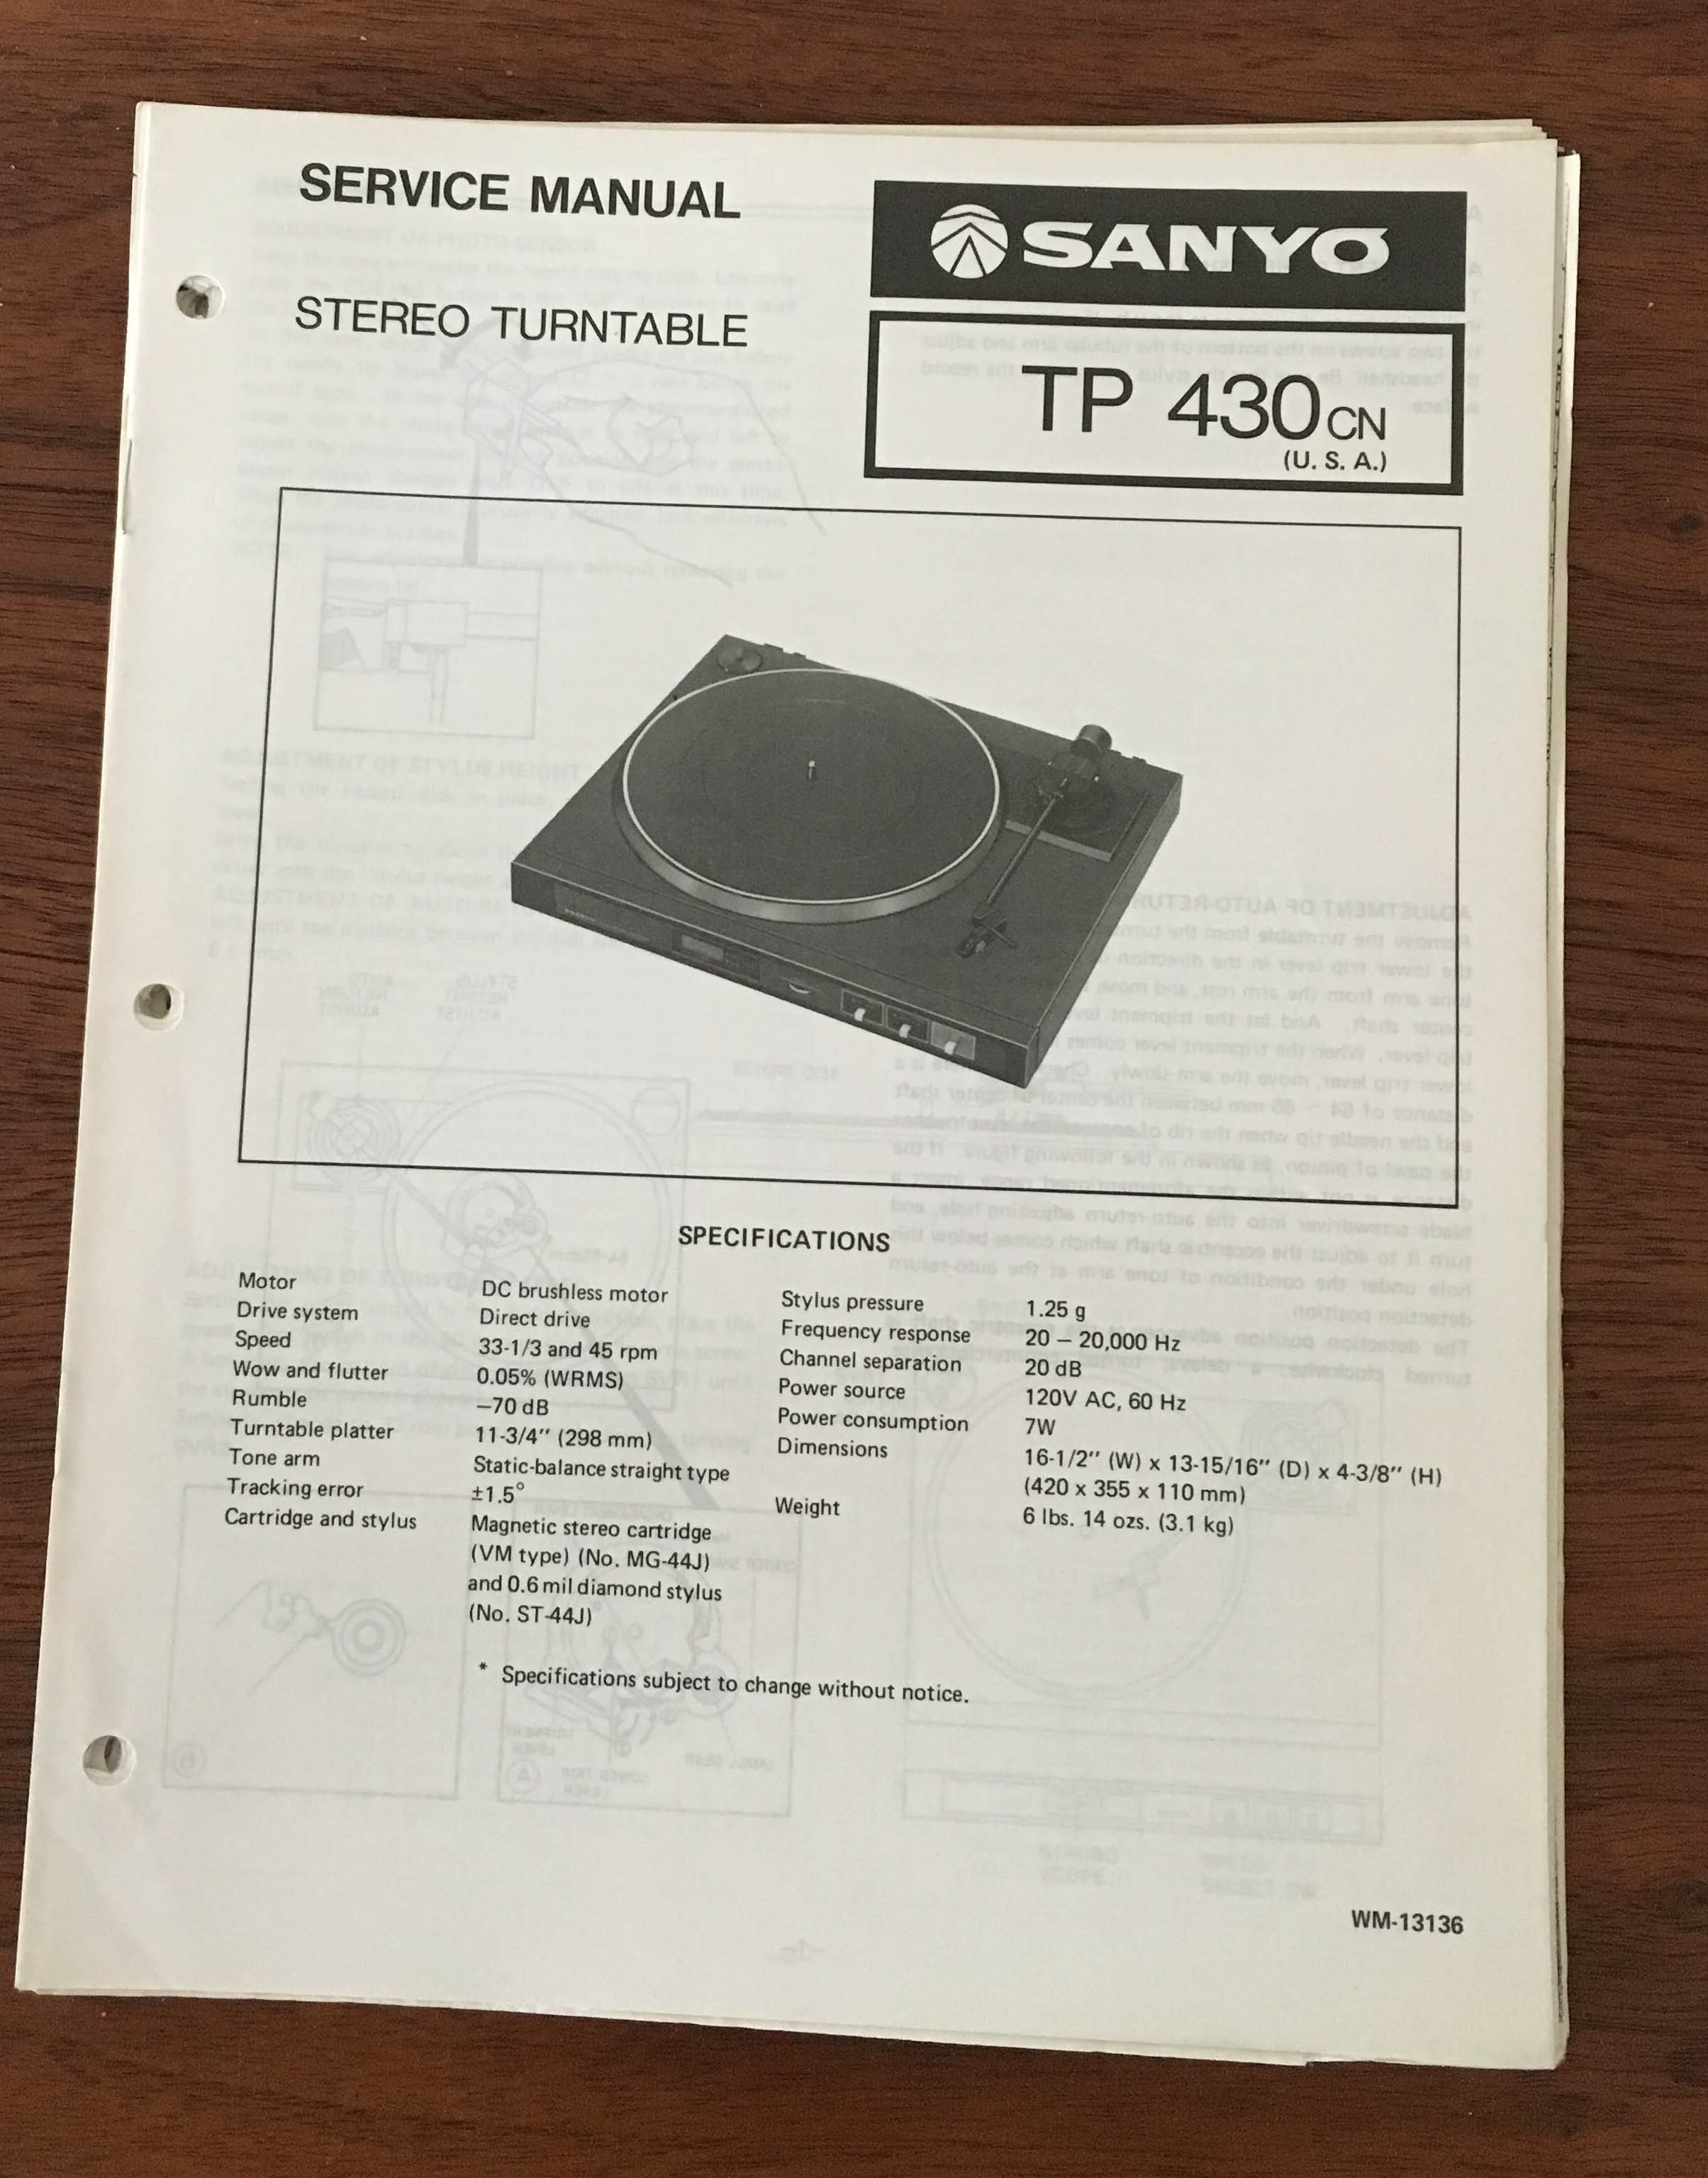 SERVICE MANUAL
STEREO TURNTABLE
SANYO
TP 430CN
(U. S. A.)
SPECIFICATIONS
Motor DC brushless motor
Drive system Direct drive
Speed 33-1/3 and 45 rpm
Wow and flutter 0.05% (WRMS)
Rumble –70 dB
Turntable platter 11-3/4'' (298 mm)
Tone arm Static-balance straight type
Tracking error ±1.5°
Cartridge and stylus Magnetic stereo cartridge
(VM type) (No. MG-44J)
and 0.6 mil diamond stylus
(No. ST-44J)
Stylus pressure 1.25 g
Frequency response 20 – 20,000 Hz
Channel separation 20 dB
Power source 120V AC, 60 Hz
Power consumption 7W
Dimensions 16-1/2'' (W) x 13-15/16'' (D) x 4-3/8'' (H)
(420 x 355 x 110 mm)
Weight 6 lbs. 14 ozs. (3.1 kg)
* Specifications subject to change without notice.
WM-13136